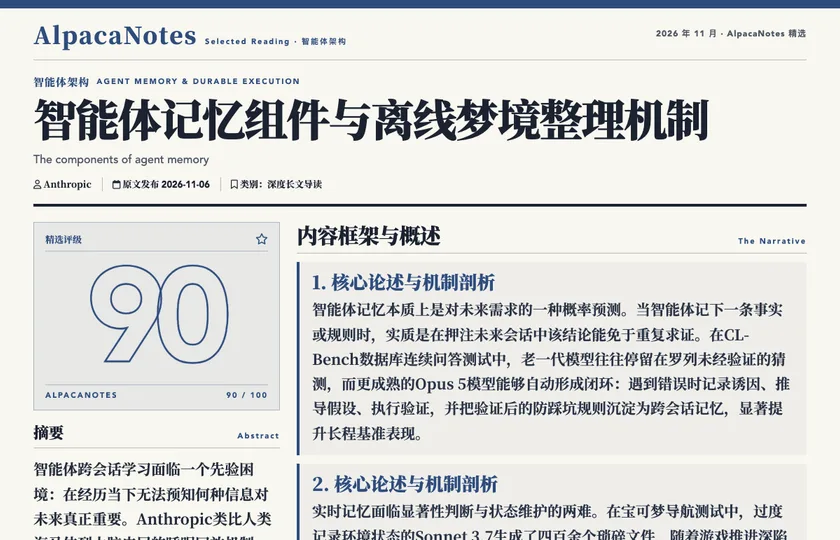 AlpacaNotes Selected Reading · 智能体架构
2026 年 11 月 · AlpacaNotes 精选
智能体架构 AGENT MEMORY & DURABLE EXECUTION
智能体记忆组件与离线梦境整理机制
The components of agent memory
Anthropic 原文发布 2026-11-06 类别：深度长文导读
精选评级
90
ALPACANOTES 90 / 100
摘要 Abstract
智能体跨会话学习面临一个先验困
境：在经历当下无法预知何种信息对
未来真正重要。Anthropic类比人类
内容框架与概述 The Narrative
1. 核心论述与机制剖析
智能体记忆本质上是对未来需求的一种概率预测。当智能体记下一条事实
或规则时，实质是在押注未来会话中该结论能免于重复求证。在CL-
Bench数据库连续问答测试中，老一代模型往往停留在罗列未经验证的猜
测，而更成熟的Opus 5模型能够自动形成闭环：遇到错误时记录诱因、推
导假设、执行验证，并把验证后的防踩坑规则沉淀为跨会话记忆，显著提
升长程基准表现。
2. 核心论述与机制剖析
实时记忆面临显著性判断与状态维护的两难。在宝可梦导航测试中，过度
记录环境状态的Sonnet 3.7生成了四百余个琐碎文件，随着游戏推进深陷